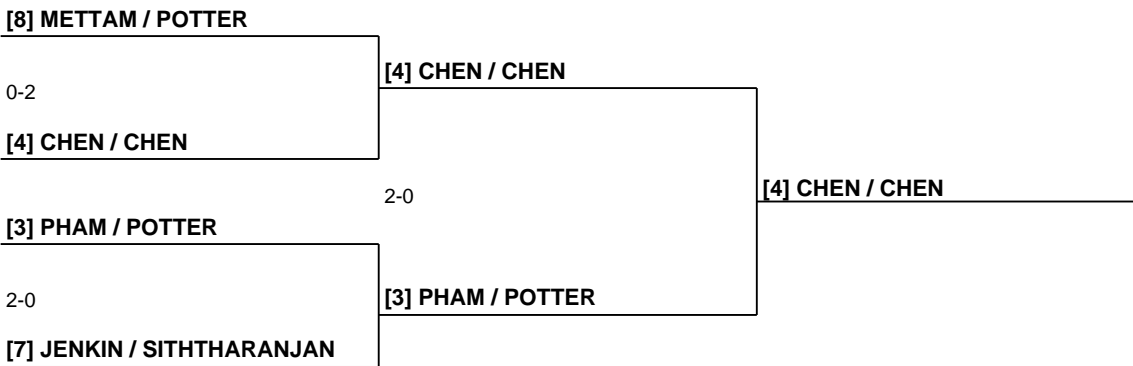 [8] METTAM / POTTER
[4] CHEN / CHEN
0-2
[4] CHEN / CHEN
2-0
[4] CHEN / CHEN
[3] PHAM / POTTER
2-0
[3] PHAM / POTTER
[7] JENKIN / SITHTHARANJAN